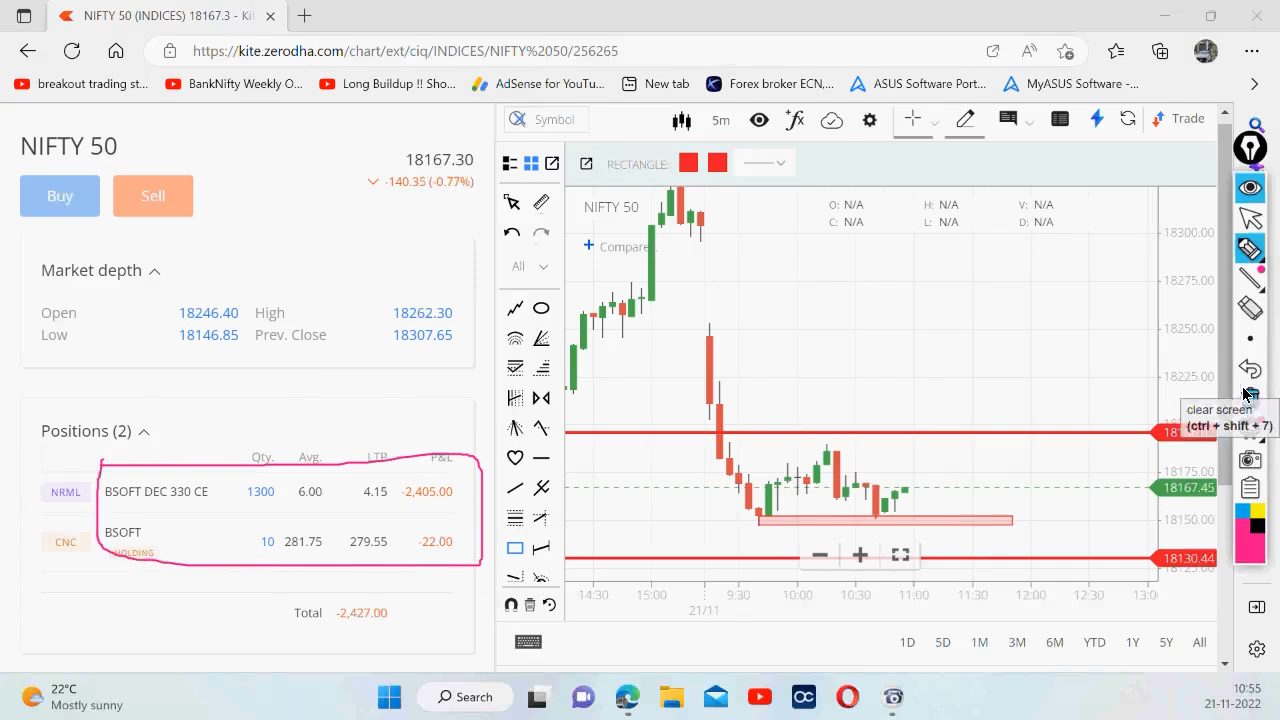 NIFTY 50 (INDICES) 18167.3 - Kit
https://kite.zerodha.com/chart/ext/ciq/INDICES/NIFTY%2050/256265
breakout trading st... BankNifty Weekly O... Long Buildup !! Sho... AdSense for YouTu... New tab Forex broker ECN,... ASUS Software Port... MyASUS Software -...
NIFTY 50
18167.30
-140.35 (-0.77%)
Buy Sell
Market depth
Open 18246.40 High 18262.30
Low 18146.85 Prev. Close 18307.65
Positions (2)
Qty. Avg. LTP P&L
NRML BSOFT DEC 330 CE 1300 6.00 4.15 -2,405.00
CNC BSOFT 10 281.75 279.55 -22.00
HOLDING
Total -2,427.00
Symbol 5m Trade
RECTANGLE:
NIFTY 50
O: N/A H: N/A V: N/A
C: N/A L: N/A D: N/A
Compare
All
18300.00
18275.00
18250.00
18225.00
18175.00
18167.45
18150.00
18130.44
18125.00
14:30 15:00 9:30 10:00 10:30 11:00 11:30 12:00 12:30 13:0
21/11
1D 5D 1M 3M 6M YTD 1Y 5Y All
clear screen
(ctrl + shift + 7)
22°C
Mostly sunny
Search
10:55
21-11-2022